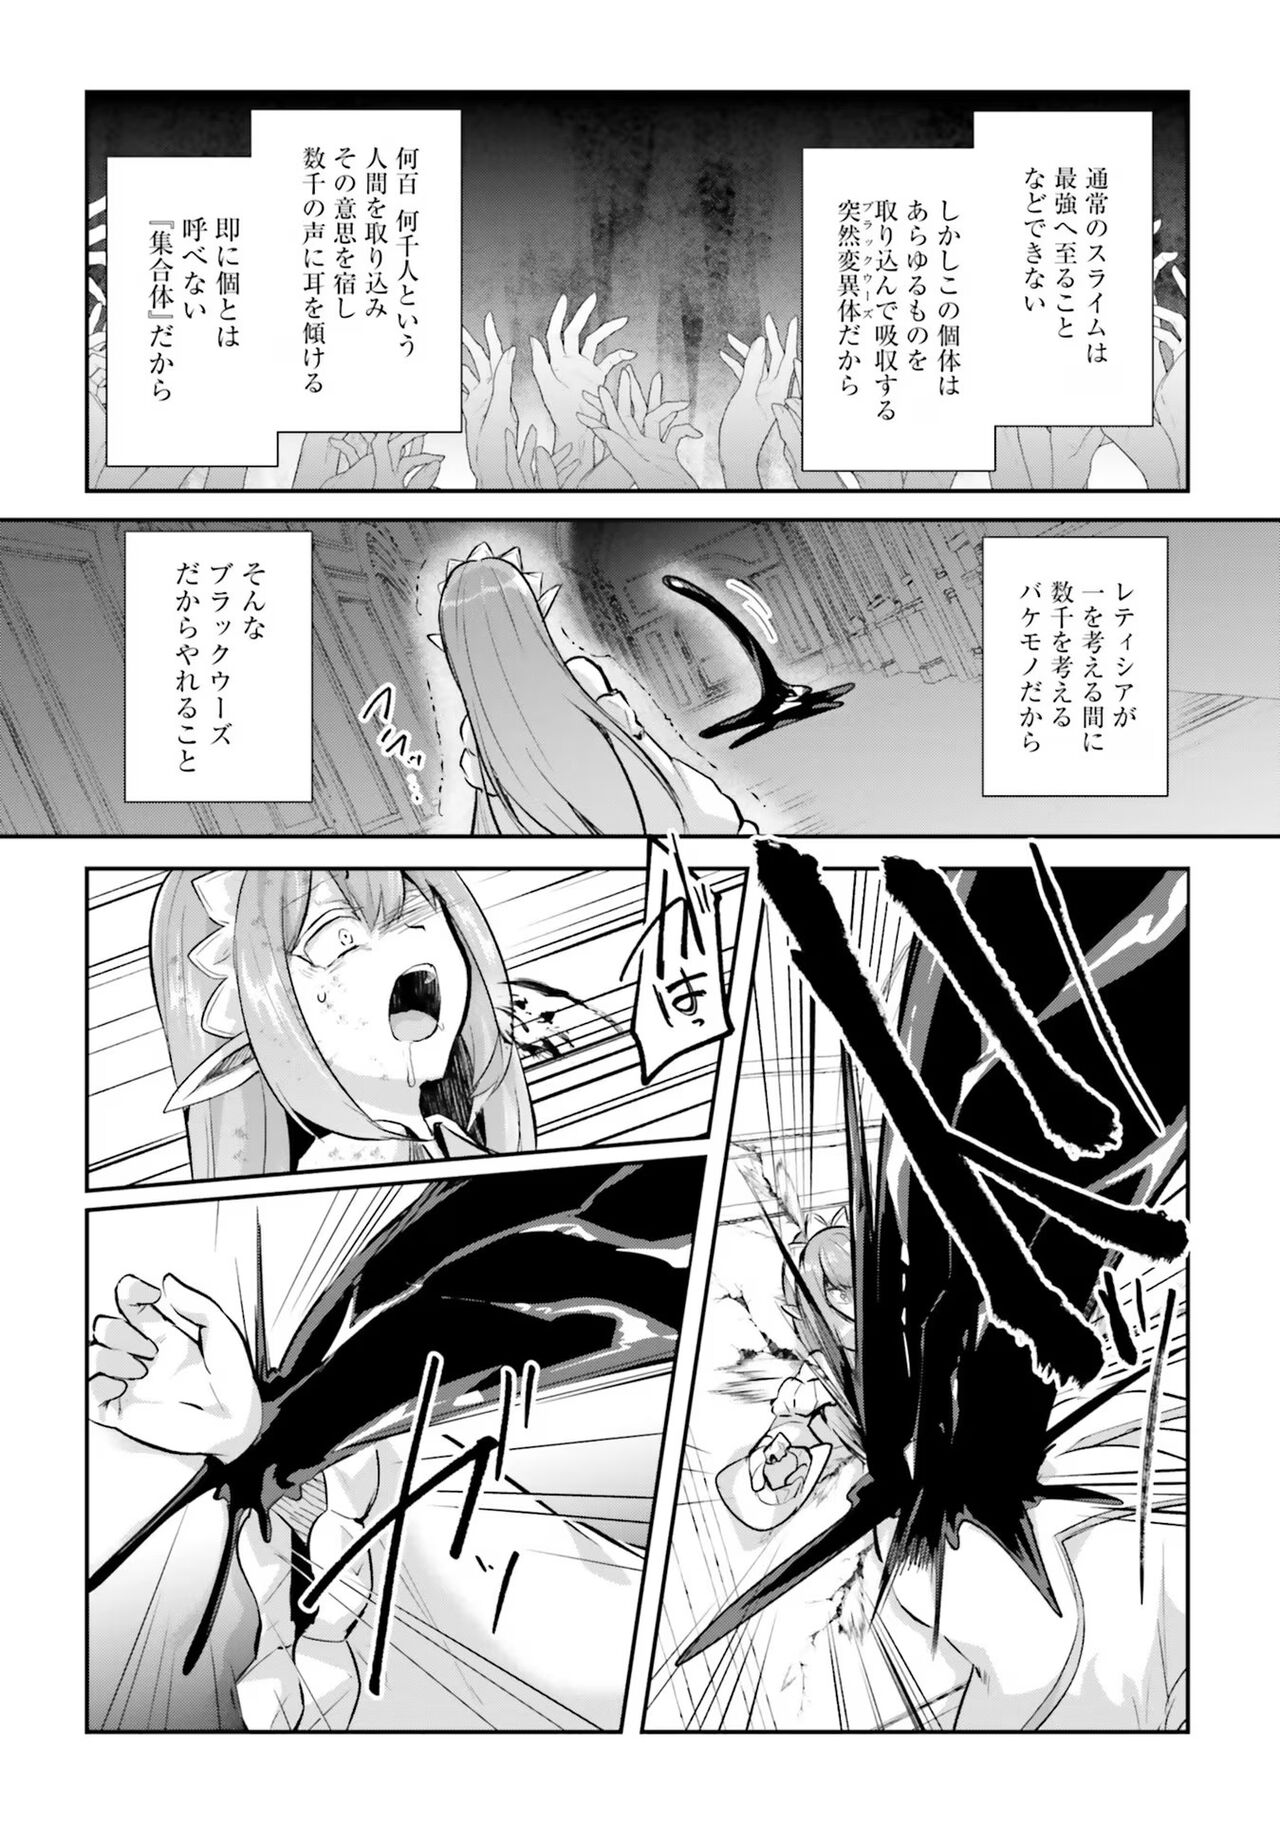 通常のスライムは
最強へ至ること
などできない
しかしこの個体は
あらゆるものを
取り込んで吸収する
突然変異体だから
ブラックウーズ
何百 何千人という
人間を取り込み
その意思を宿し
数千の声に耳を傾ける
即に個とは
呼べない
『集合体』だから
レティシアが
一を考える間に
数千を考える
バケモノだから
そんな
ブラックウーズ
だからやれること